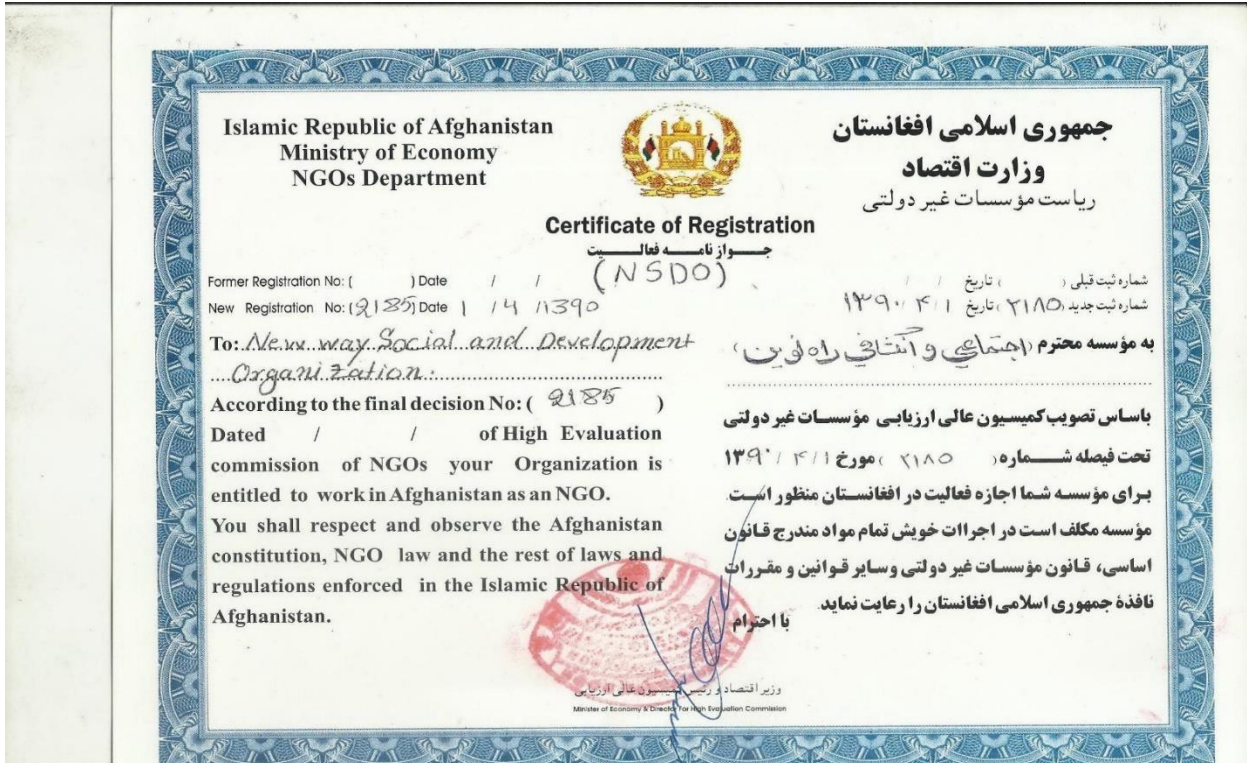 Islamic Republic of Afghanistan
Ministry of Economy
NGOs Department
جمهوری اسلامی افغانستان
وزارت اقتصاد
ریاست مؤسسات غیر دولتی
Certificate of Registration
جواز نامه فعالیت
(NSDO)
Former Registration No: ( ) Date / /
New Registration No: (2185) Date 1 / 4 / 1390
To: New way Social and Development
Organization.
According to the final decision No: ( 2185 )
Dated / / of High Evaluation
commission of NGOs your Organization is
entitled to work in Afghanistan as an NGO.
You shall respect and observe the Afghanistan
constitution, NGO law and the rest of laws and
regulations enforced in the Islamic Republic of
Afghanistan.
شماره ثبت قبلی ( ) تاریخ / /
شماره ثبت جدید (۲۱۸۵) تاریخ ۱ / ۴ / ۱۳۹۰
به مؤسسه محترم (اجتماعی و انکشافی راه نوین)
باساس تصویب کمیسیون عالی ارزیابی مؤسسات غیر دولتی
تحت فیصله شماره ( ۲۱۸۵ ) مورخ ۱ / ۴ / ۱۳۹۰
برای مؤسسه شما اجازه فعالیت در افغانستان منظور است.
مؤسسه مکلف است در اجراات خویش تمام مواد مندرج قانون
اساسی، قانون مؤسسات غیر دولتی وسایر قوانین و مقررات
نافذهٔ جمهوری اسلامی افغانستان را رعایت نماید.
با احترام
وزیر اقتصاد و رئیس کمیسیون عالی ارزیابی
Minister of Economy & Director For High Evaluation Commission